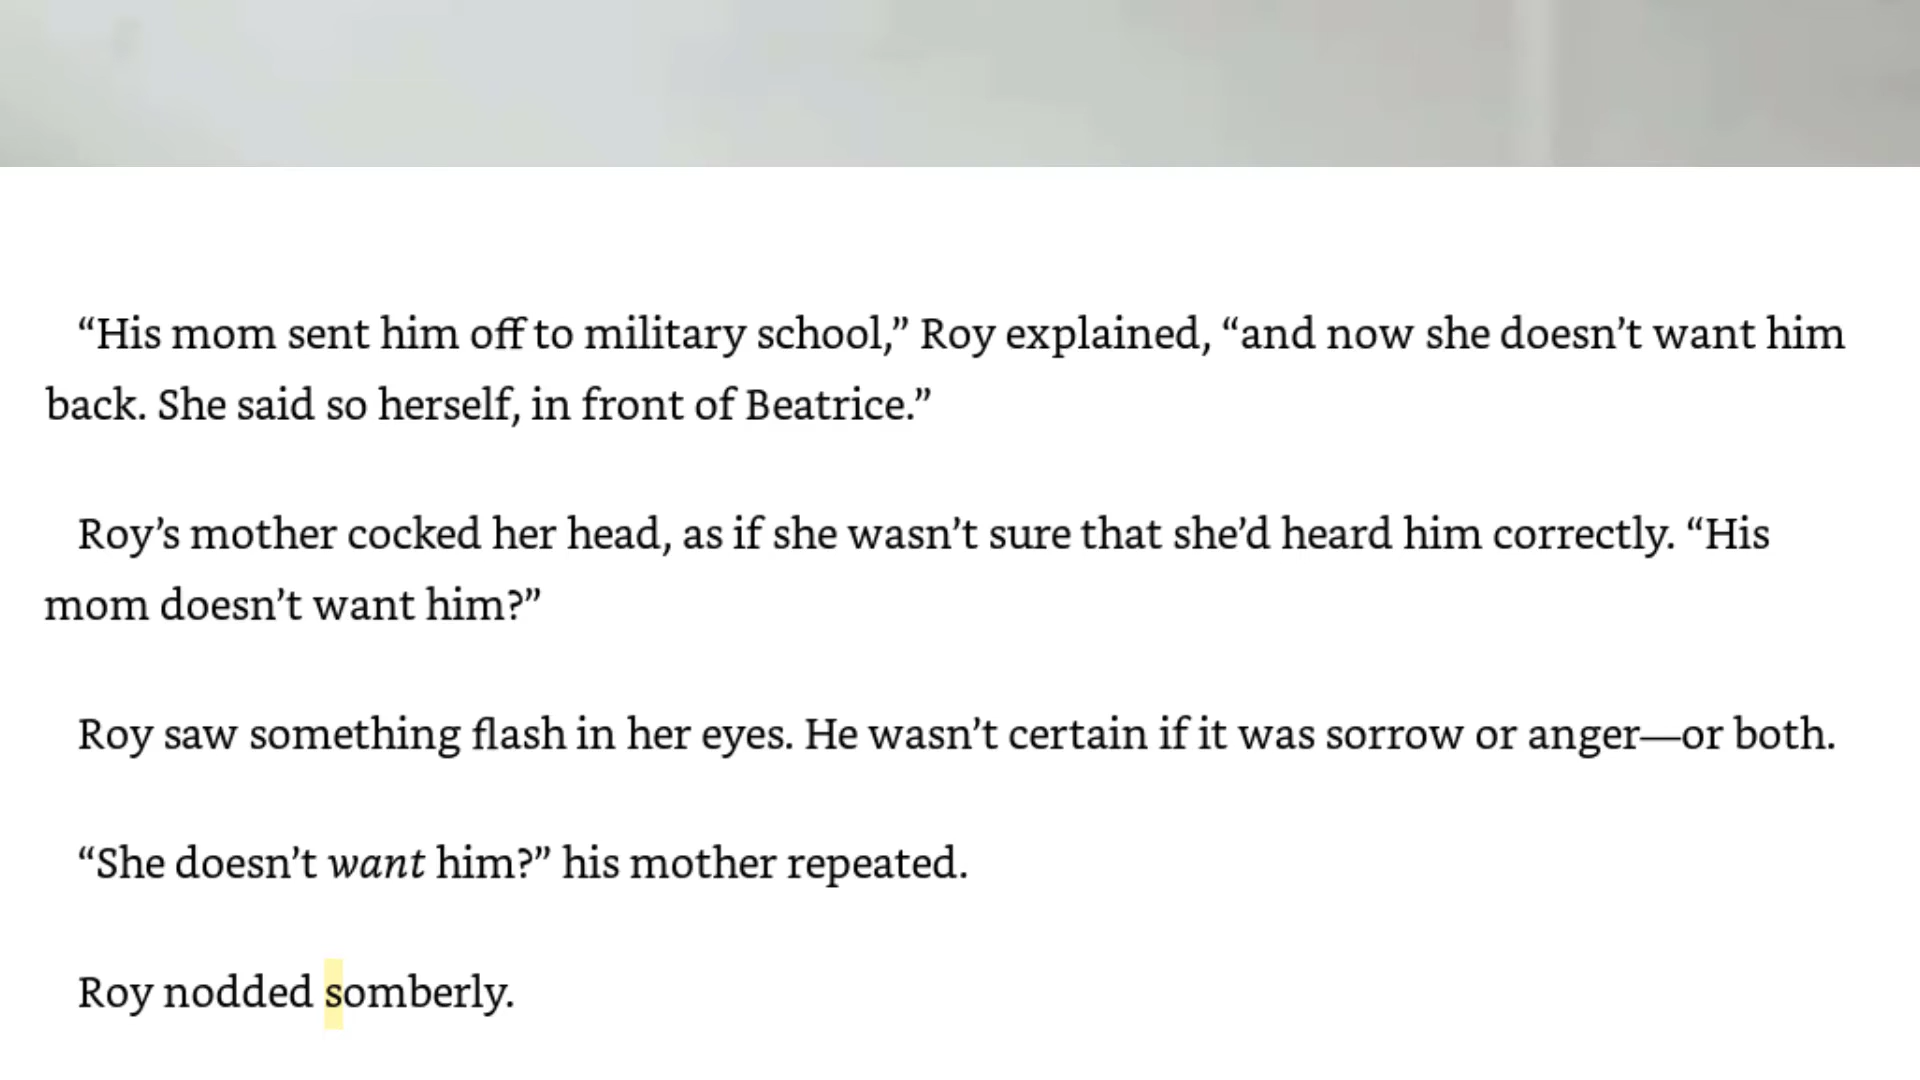 “His mom sent him off to military school,” Roy explained, “and now she doesn’t want him
back. She said so herself, in front of Beatrice.”
Roy’s mother cocked her head, as if she wasn’t sure that she’d heard him correctly. “His
mom doesn’t want him?”
Roy saw something flash in her eyes. He wasn’t certain if it was sorrow or anger—or both.
“She doesn’t want him?” his mother repeated.
Roy nodded somberly.